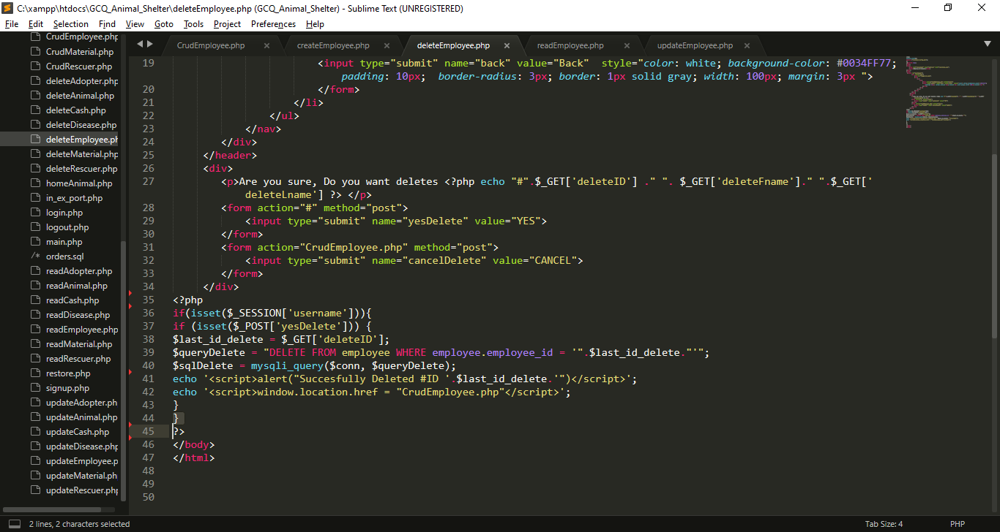 C:\xampp\htdocs\GCQ_Animal_Shelter\deleteEmployee.php (GCQ_Animal_Shelter) - Sublime Text (UNREGISTERED)
File Edit Selection Find View Goto Tools Project Preferences Help
CrudEmployee.php
CrudMaterial.php
CrudRescuer.php
deleteAdopter.php
deleteAnimal.php
deleteCash.php
deleteDisease.php
deleteEmployee.ph
deleteMaterial.php
deleteRescuer.php
homeAnimal.php
in_ex_port.php
login.php
logout.php
main.php
/* orders.sql
readAdopter.php
readAnimal.php
readCash.php
readDisease.php
readEmployee.php
readMaterial.php
readRescuer.php
restore.php
signup.php
updateAdopter.ph
updateAnimal.php
updateCash.php
updateDisease.php
updateEmployee.p
updateMaterial.ph
updateRescuer.php
CrudEmployee.php × createEmployee.php × deleteEmployee.php × readEmployee.php × updateEmployee.php ×
19 <input type="submit" name="back" value="Back"  style="color: white; background-color: #0034FF77;
padding: 10px;  border-radius: 3px; border: 1px solid gray; width: 100px; margin: 3px ">
20 </form>
21 </li>
22 </ul>
23 </nav>
24 </div>
25 </header>
26 <div>
27 <p>Are you sure, Do you want deletes <?php echo "#".$_GET['deleteID'] ." ". $_GET['deleteFname']." ".$_GET['
deleteLname'] ?> </p>
28 <form action="#" method="post">
29 <input type="submit" name="yesDelete" value="YES">
30 </form>
31 <form action="CrudEmployee.php" method="post">
32 <input type="submit" name="cancelDelete" value="CANCEL">
33 </form>
34 </div>
35 <?php
36 if(isset($_SESSION['username'])){
37 if (isset($_POST['yesDelete'])) {
38 $last_id_delete = $_GET['deleteID'];
39 $queryDelete = "DELETE FROM employee WHERE employee.employee_id = '".$last_id_delete."'";
40 $sqlDelete = mysqli_query($conn, $queryDelete);
41 echo '<script>alert("Succesfully Deleted #ID '.$last_id_delete.'")</script>';
42 echo '<script>window.location.href = "CrudEmployee.php"</script>';
43 }
44 }
45 ?>
46 </body>
47 </html>
48
49
50
2 lines, 2 characters selected Tab Size: 4 PHP